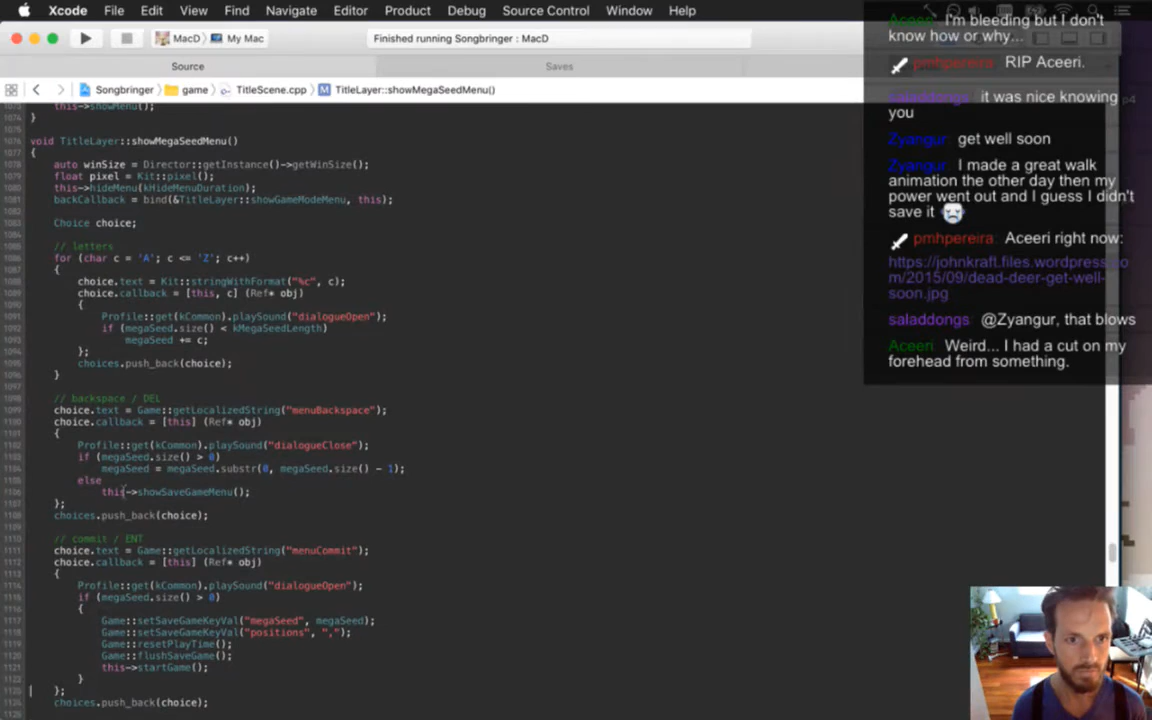 Xcode File Edit View Find Navigate Editor Product Debug Source Control Window Help
MacD My Mac
Finished running Songbringer : MacD
Source
Saves
Songbringer game TitleScene.cpp TitleLayer::showMegaSeedMenu()
this->showMenu();
}
void TitleLayer::showMegaSeedMenu()
{
auto winSize = Director::getInstance()->getWinSize();
float pixel = Kit::pixel();
this->hideMenu(kHideMenuDuration);
backCallback = bind(&TitleLayer::showGameModeMenu, this);
Choice choice;
// letters
for (char c = 'A'; c <= 'Z'; c++)
{
choice.text = Kit::stringWithFormat("%c", c);
choice.callback = [this, c] (Ref* obj)
{
Profile::get(kCommon).playSound("dialogueOpen");
if (megaSeed.size() < kMegaSeedLength)
megaSeed += c;
};
choices.push_back(choice);
}
// backspace / DEL
choice.text = Game::getLocalizedString("menuBackspace");
choice.callback = [this] (Ref* obj)
{
Profile::get(kCommon).playSound("dialogueClose");
if (megaSeed.size() > 0)
megaSeed = megaSeed.substr(0, megaSeed.size() - 1);
else
this->showSaveGameMenu();
};
choices.push_back(choice);
// commit / ENT
choice.text = Game::getLocalizedString("menuCommit");
choice.callback = [this] (Ref* obj)
{
Profile::get(kCommon).playSound("dialogueOpen");
if (megaSeed.size() > 0)
{
Game::setSaveGameKeyVal("megaSeed", megaSeed);
Game::setSaveGameKeyVal("positions", ",");
Game::resetPlayTime();
Game::flushSaveGame();
this->startGame();
}
};
choices.push_back(choice);
Aceeri I'm bleeding but I don't
know how or why...
pmhpereira RIP Aceeri.
saladdongs it was nice knowing
you
Zyangur get well soon
Zyangur I made a great walk
animation the other day then my
power went out and I guess I didn't
save it
pmhpereira Aceeri right now:
https://johnkraft.files.wordpress.co
m/2015/09/dead-deer-get-well-
soon.jpg
saladdongs @Zyangur, that blows
Aceeri Weird... I had a cut on my
forehead from something.